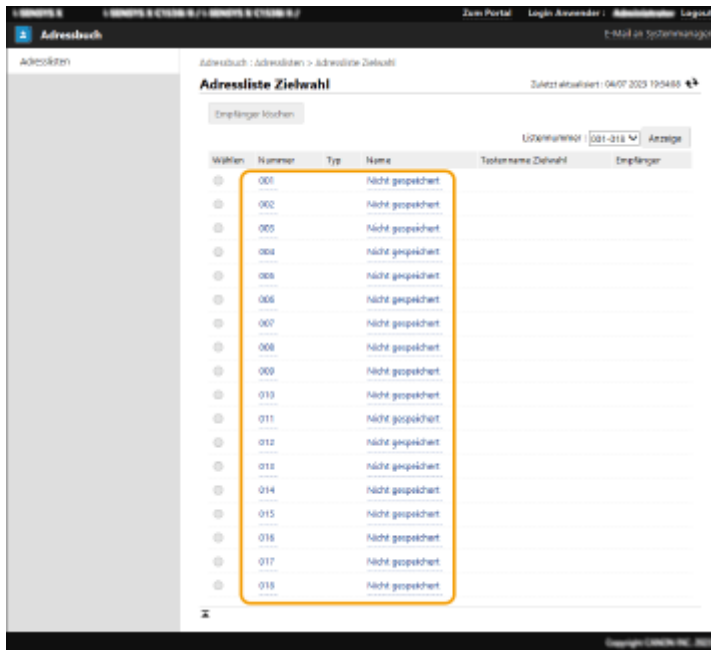 Zum Portal Login Anwender : Logout
Adressbuch E-Mail an Systemmanager
Adresslisten
Adressbuch : Adresslisten > Adressliste Zielwahl
Adressliste Zielwahl Zuletzt aktualisiert : 04/07 2023
Empfänger löschen
Listennummer : 001-018 Anzeige
Wählen Nummer Typ Name Tastenname Zielwahl Empfänger
001 Nicht gespeichert
002 Nicht gespeichert
003 Nicht gespeichert
004 Nicht gespeichert
005 Nicht gespeichert
006 Nicht gespeichert
007 Nicht gespeichert
008 Nicht gespeichert
009 Nicht gespeichert
010 Nicht gespeichert
011 Nicht gespeichert
012 Nicht gespeichert
013 Nicht gespeichert
014 Nicht gespeichert
015 Nicht gespeichert
016 Nicht gespeichert
017 Nicht gespeichert
018 Nicht gespeichert
Copyright CANON INC.